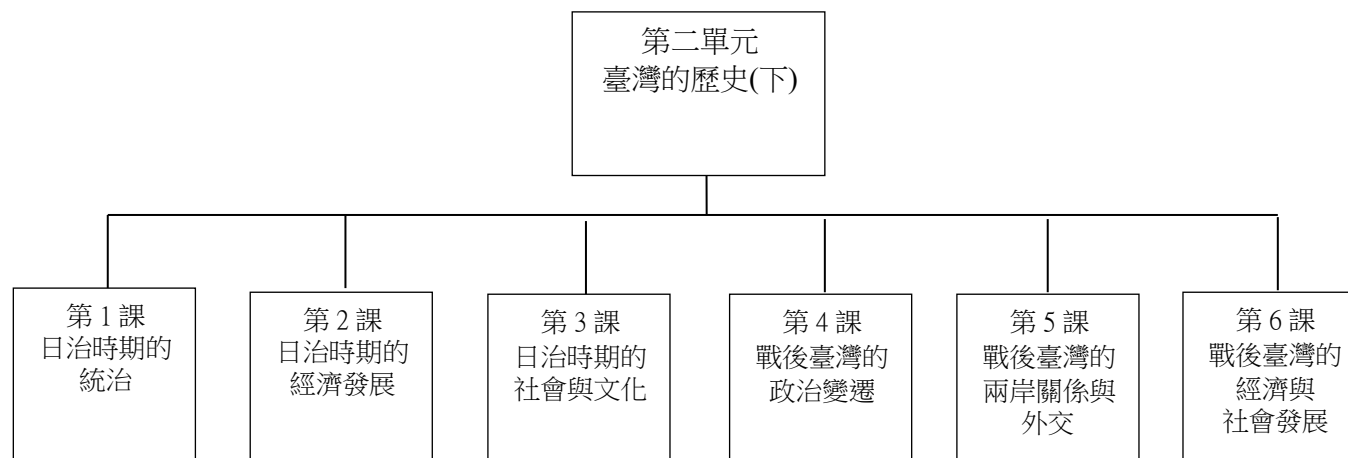 第二單元
臺灣的歷史(下)
第 1 課
日治時期的
統治
第 2 課
日治時期的
經濟發展
第 3 課
日治時期的
社會與文化
第 4 課
戰後臺灣的
政治變遷
第 5 課
戰後臺灣的
兩岸關係與
外交
第 6 課
戰後臺灣的
經濟與
社會發展